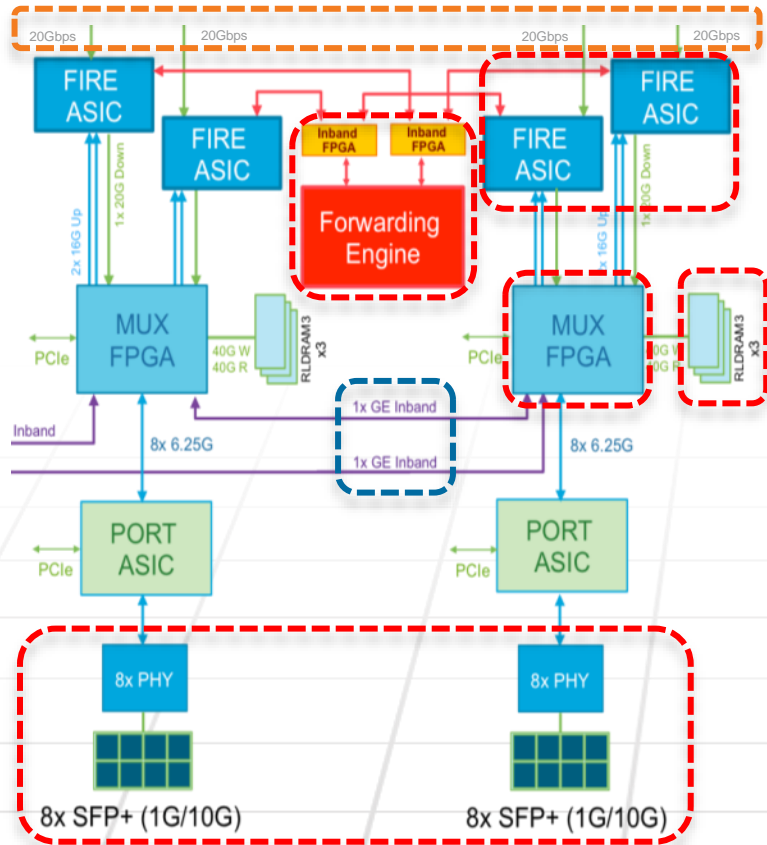 20Gbps
20Gbps
20Gbps
20Gbps
FIRE
ASIC
FIRE
ASIC
Inband
FPGA
Inband
FPGA
FIRE
ASIC
FIRE
ASIC
Forwarding
Engine
2x 16G Up
1x 20G Down
x 16G Up
1x 20G Down
MUX
FPGA
PCIe
40G W
40G R
RLDRAM3
x3
MUX
FPGA
PCIe
0G W
0G R
RLDRAM3
x3
Inband
1x GE Inband
1x GE Inband
8x 6.25G
8x 6.25G
PORT
ASIC
PCIe
PORT
ASIC
PCIe
8x PHY
8x PHY
8x SFP+ (1G/10G)
8x SFP+ (1G/10G)